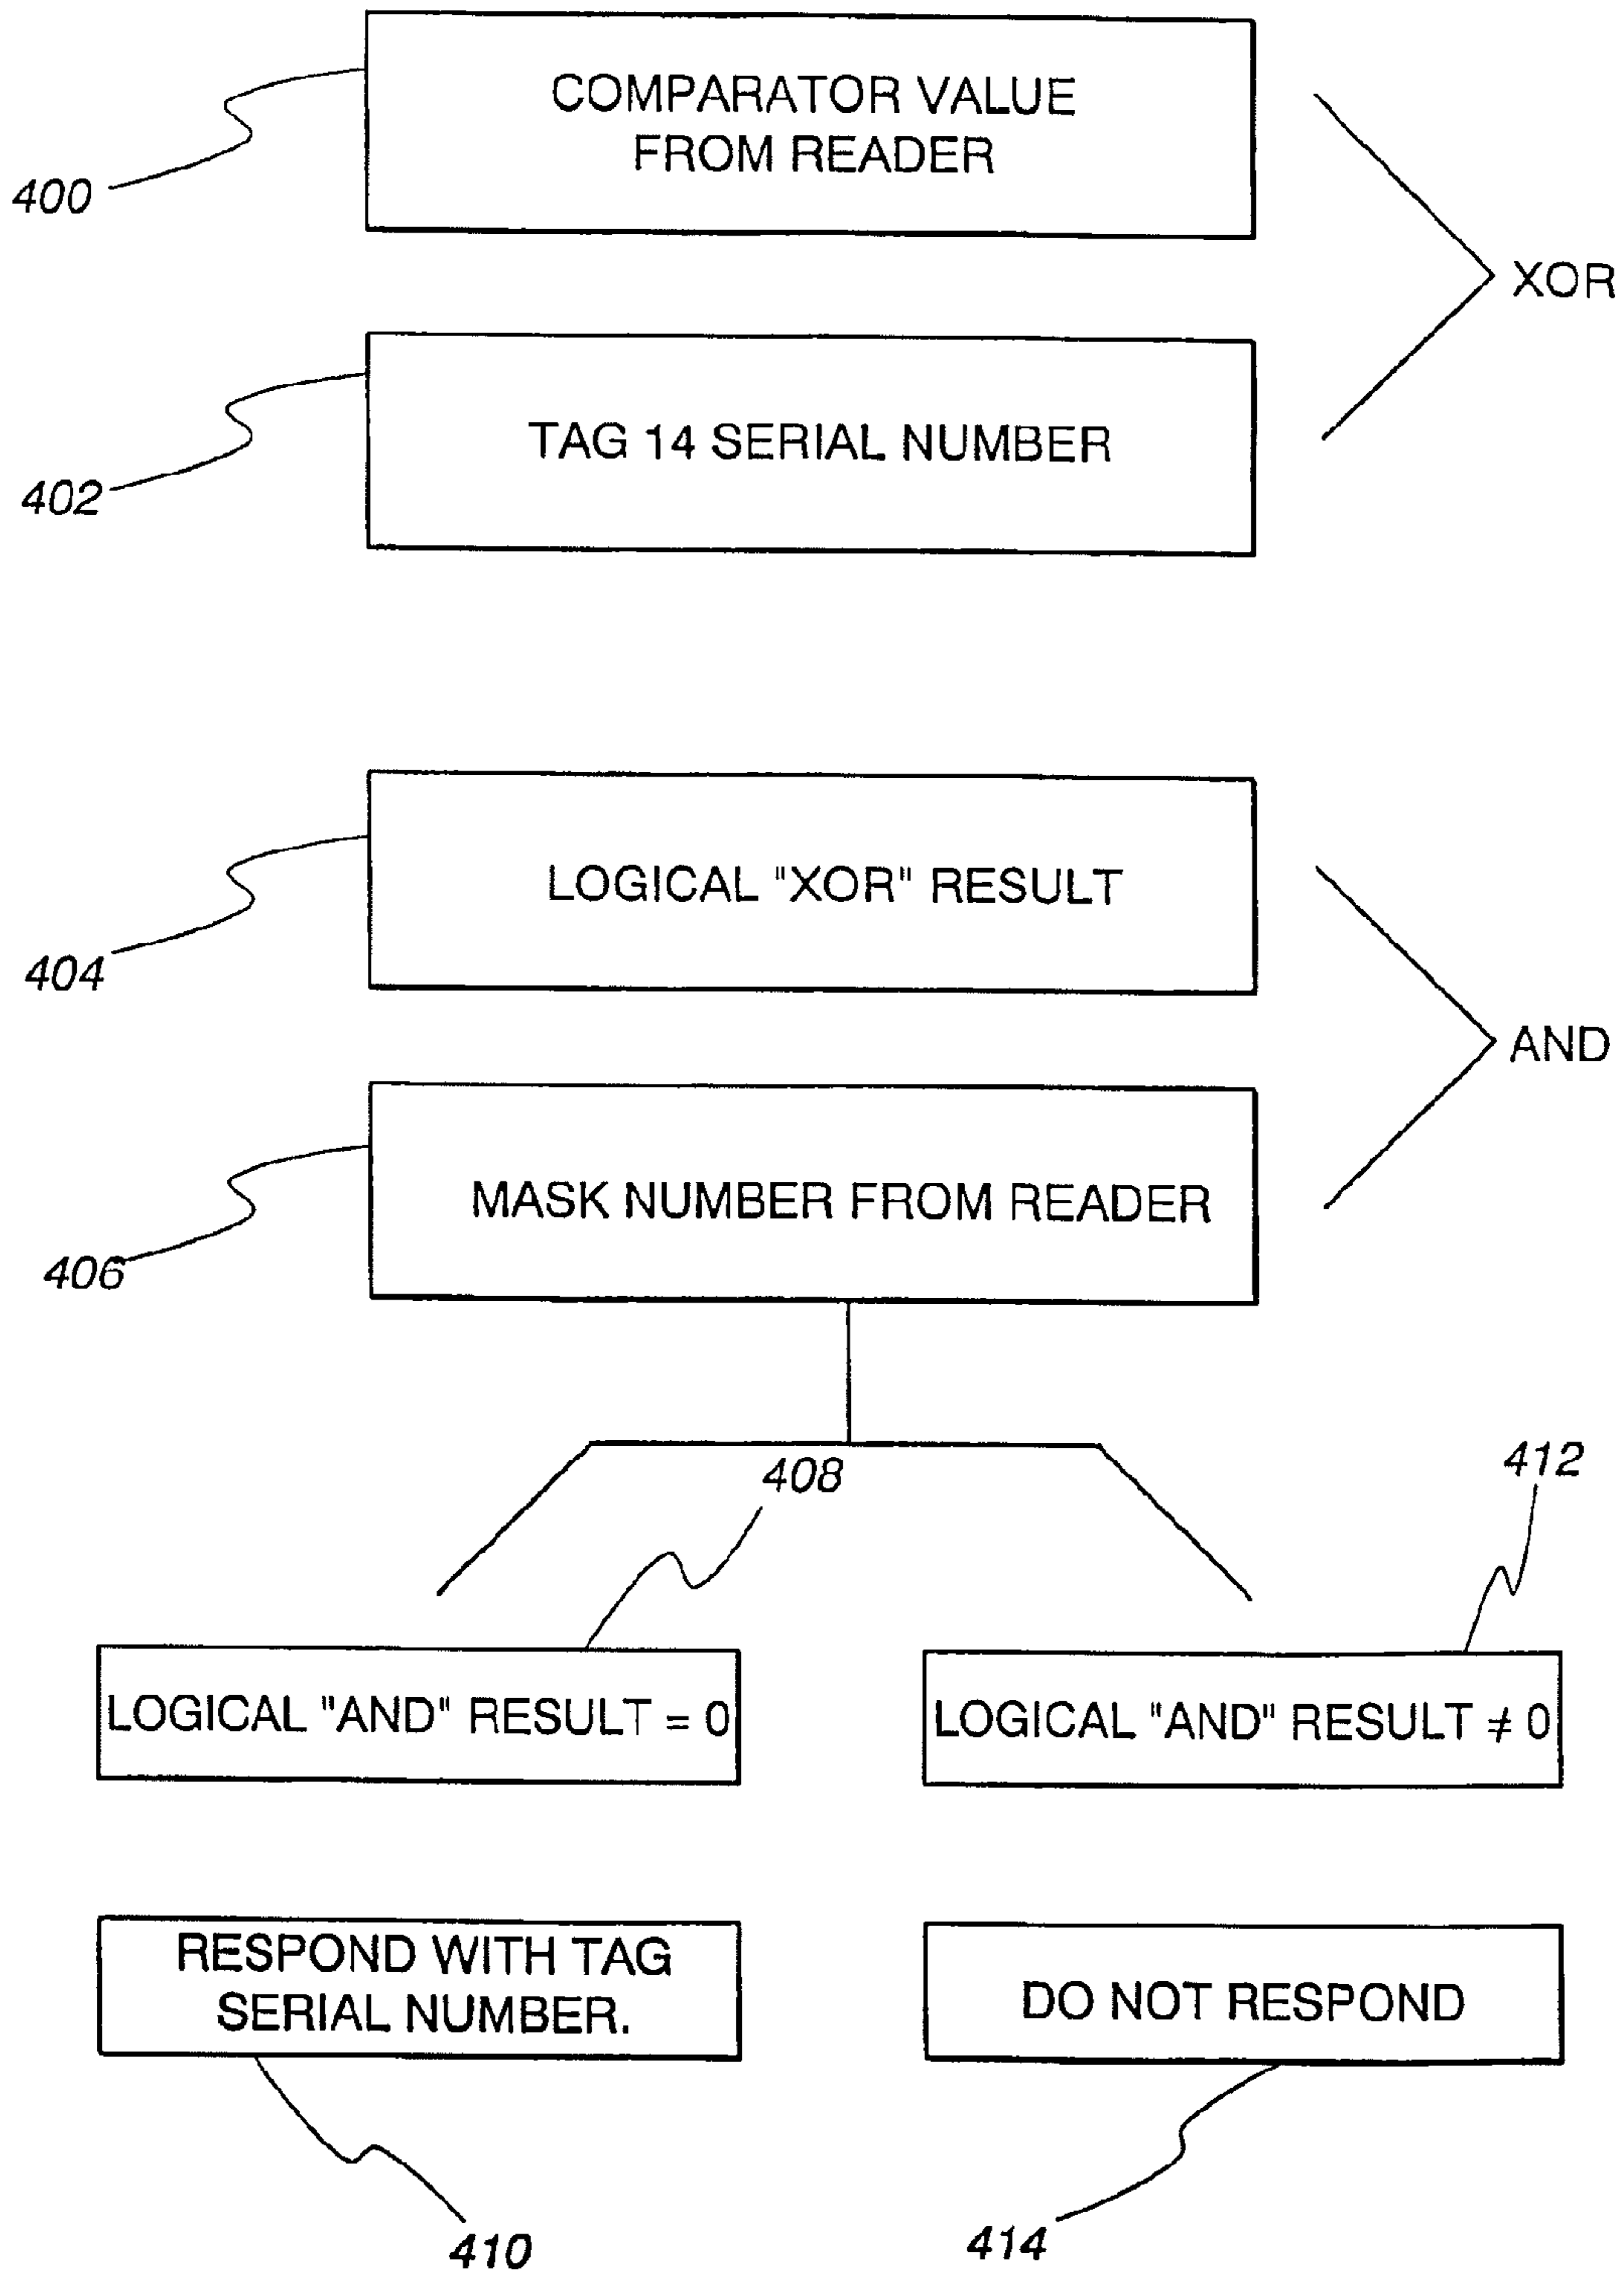 COMPARATOR VALUE
FROM READER
400
XOR
TAG 14 SERIAL NUMBER
402
LOGICAL "XOR" RESULT
404
AND
MASK NUMBER FROM READER
406
408
412
LOGICAL "AND" RESULT = 0
LOGICAL "AND" RESULT ≠ 0
RESPOND WITH TAG
SERIAL NUMBER.
DO NOT RESPOND
410
414